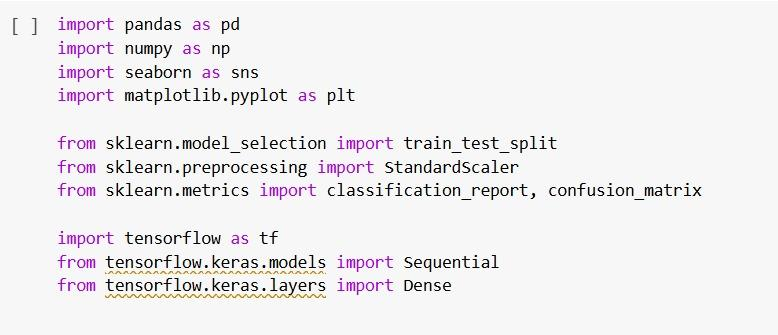 [ ] import pandas as pd
import numpy as np
import seaborn as sns
import matplotlib.pyplot as plt
from sklearn.model_selection import train_test_split
from sklearn.preprocessing import StandardScaler
from sklearn.metrics import classification_report, confusion_matrix
import tensorflow as tf
from tensorflow.keras.models import Sequential
from tensorflow.keras.layers import Dense